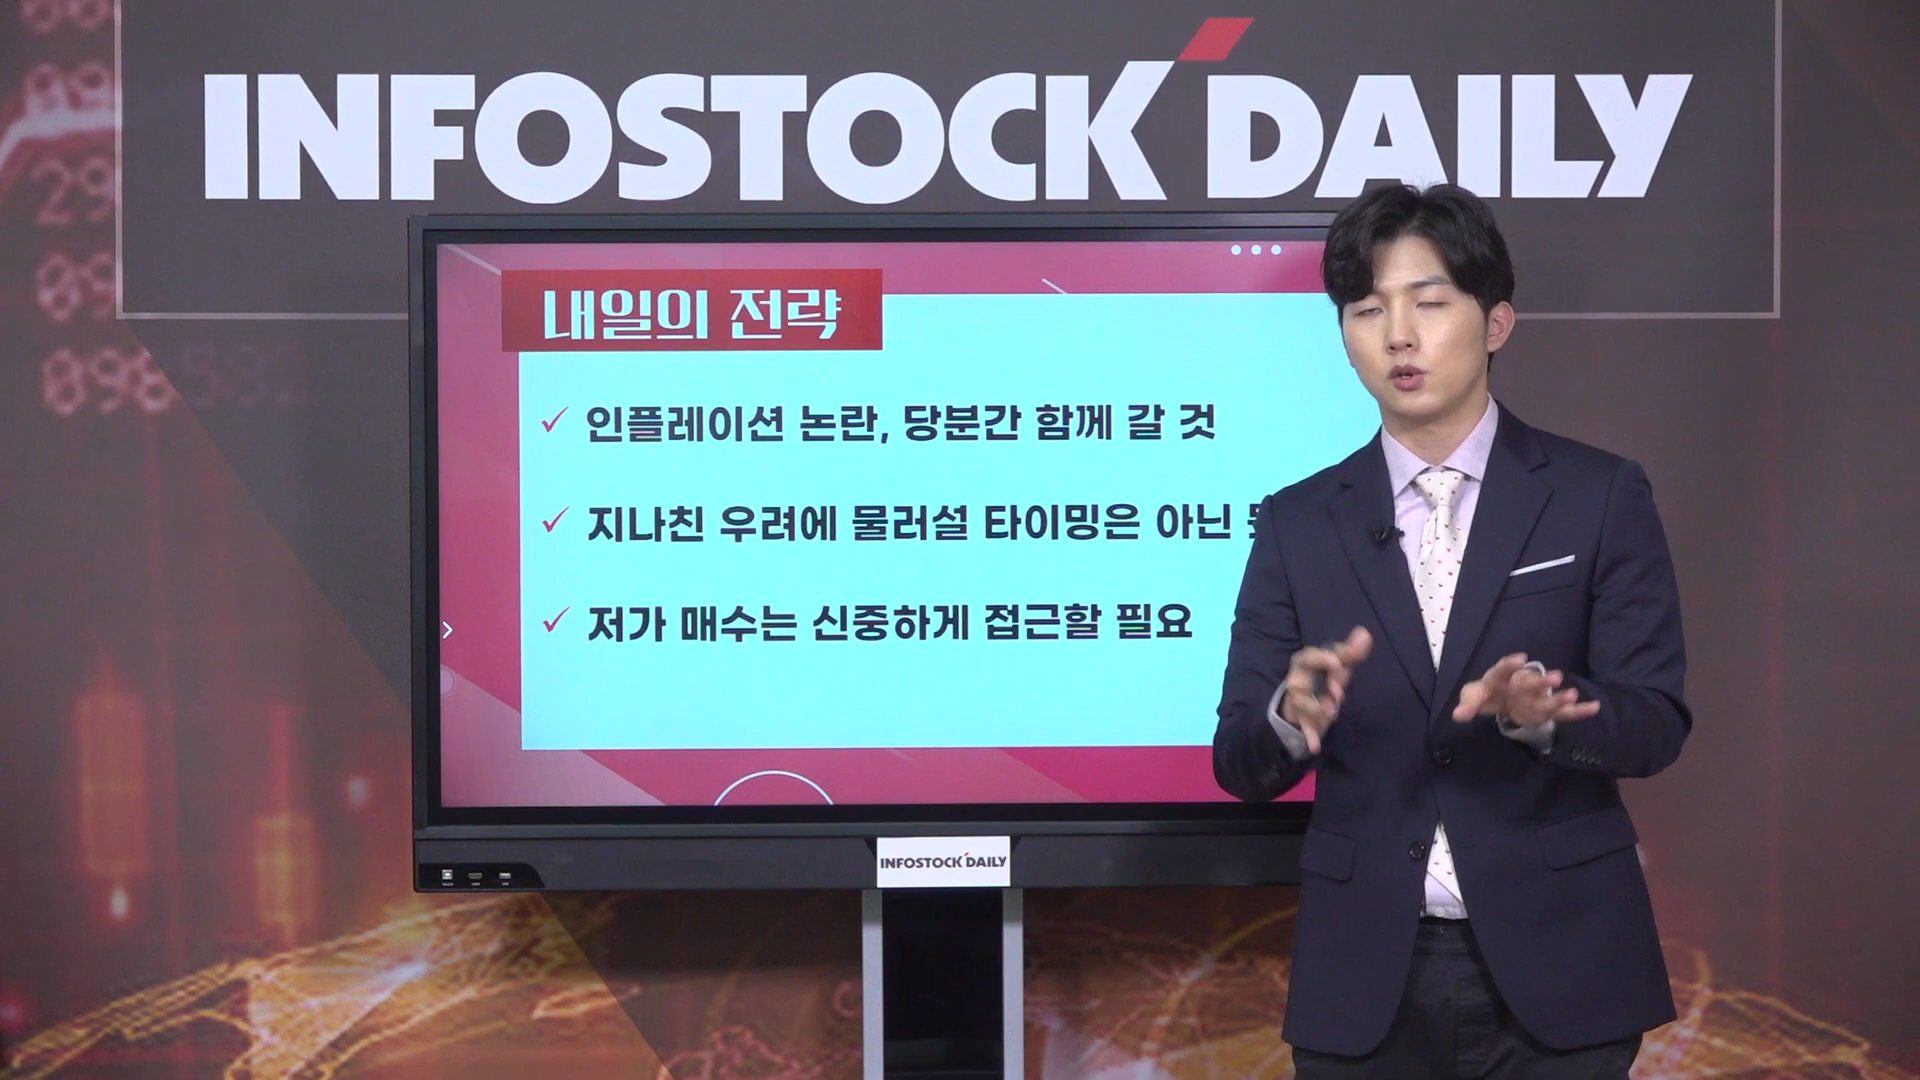 INFOSTOCK DAILY
내일의 전략
✓ 인플레이션 논란, 당분간 함께 갈 것
✓ 지나친 우려에 물러설 타이밍은 아닌
✓ 저가 매수는 신중하게 접근할 필요
INFOSTOCK DAILY